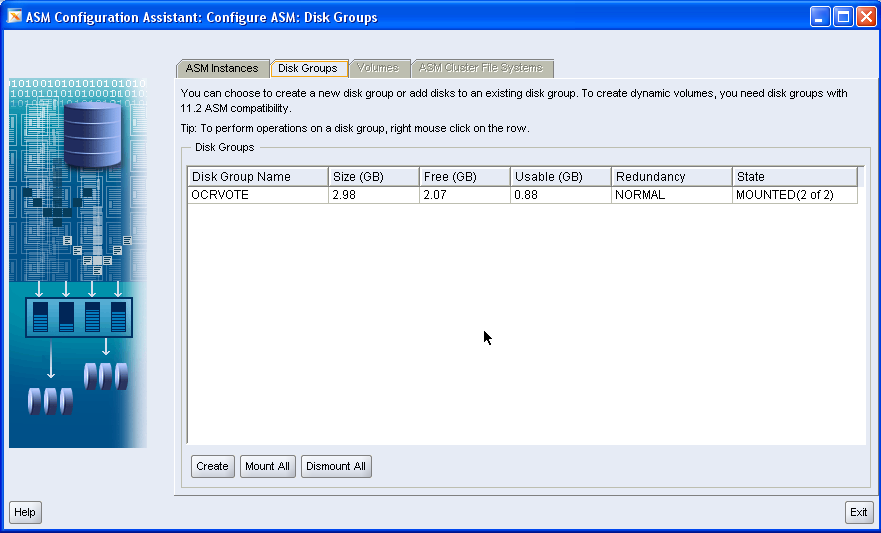 ASM Configuration Assistant: Configure ASM: Disk Groups
ASM Instances
Disk Groups
Volumes
ASM Cluster File Systems
You can choose to create a new disk group or add disks to an existing disk group. To create dynamic volumes, you need disk groups with
11.2 ASM compatibility.
Tip: To perform operations on a disk group, right mouse click on the row.
Disk Groups
Disk Group Name Size (GB) Free (GB) Usable (GB) Redundancy State
OCRVOTE 2.98 2.07 0.88 NORMAL MOUNTED(2 of 2)
Create Mount All Dismount All
Help Exit